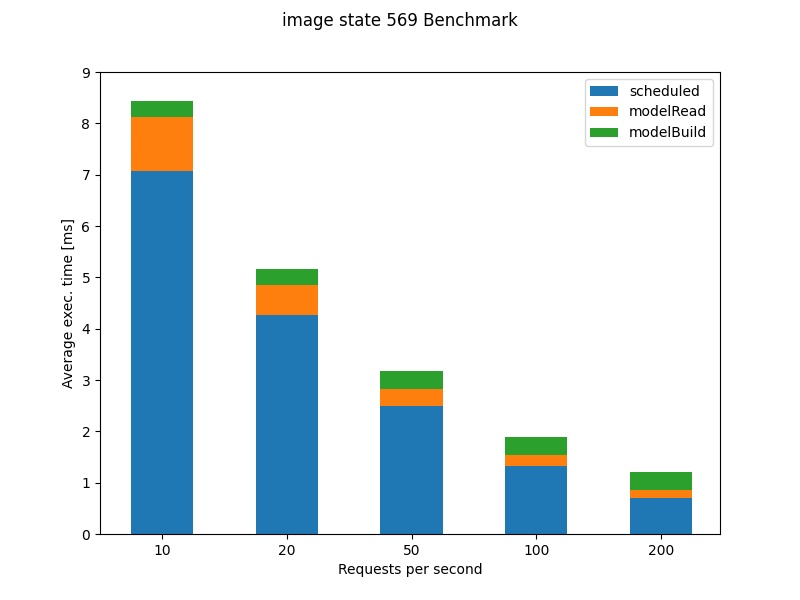 image state 569 Benchmark
scheduled
modelRead
modelBuild
Average exec. time [ms]
9
8
7
6
5
4
3
2
1
0
10 20 50 100 200
Requests per second